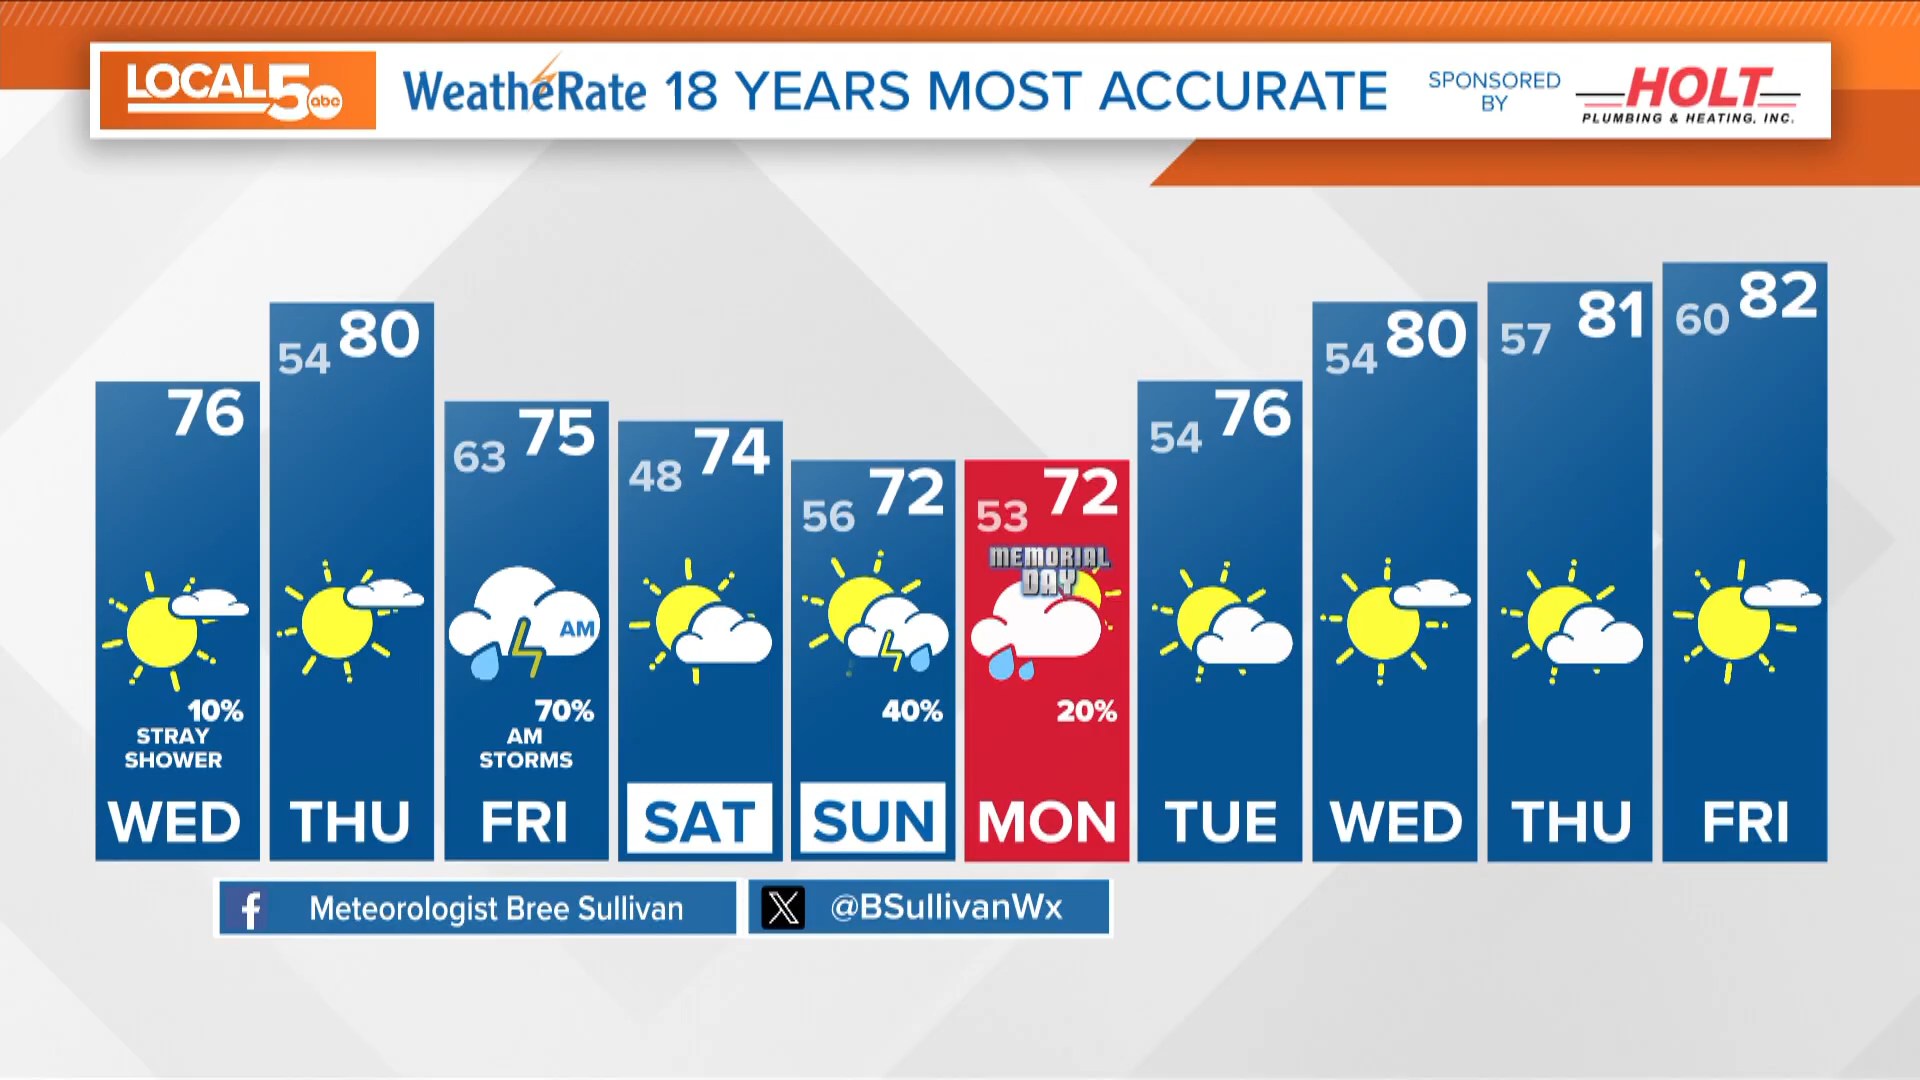 LOCAL 5 abc
WeatheRate 18 YEARS MOST ACCURATE
SPONSORED
BY
HOLT
PLUMBING & HEATING, INC.
76
10%
STRAY
SHOWER
WED
54 80
THU
63 75
AM
70%
AM
STORMS
FRI
48 74
SAT
56 72
40%
SUN
53 72
MEMORIAL
DAY
20%
MON
54 76
TUE
54 80
WED
57 81
THU
60 82
FRI
f Meteorologist Bree Sullivan
X @BSullivanWx